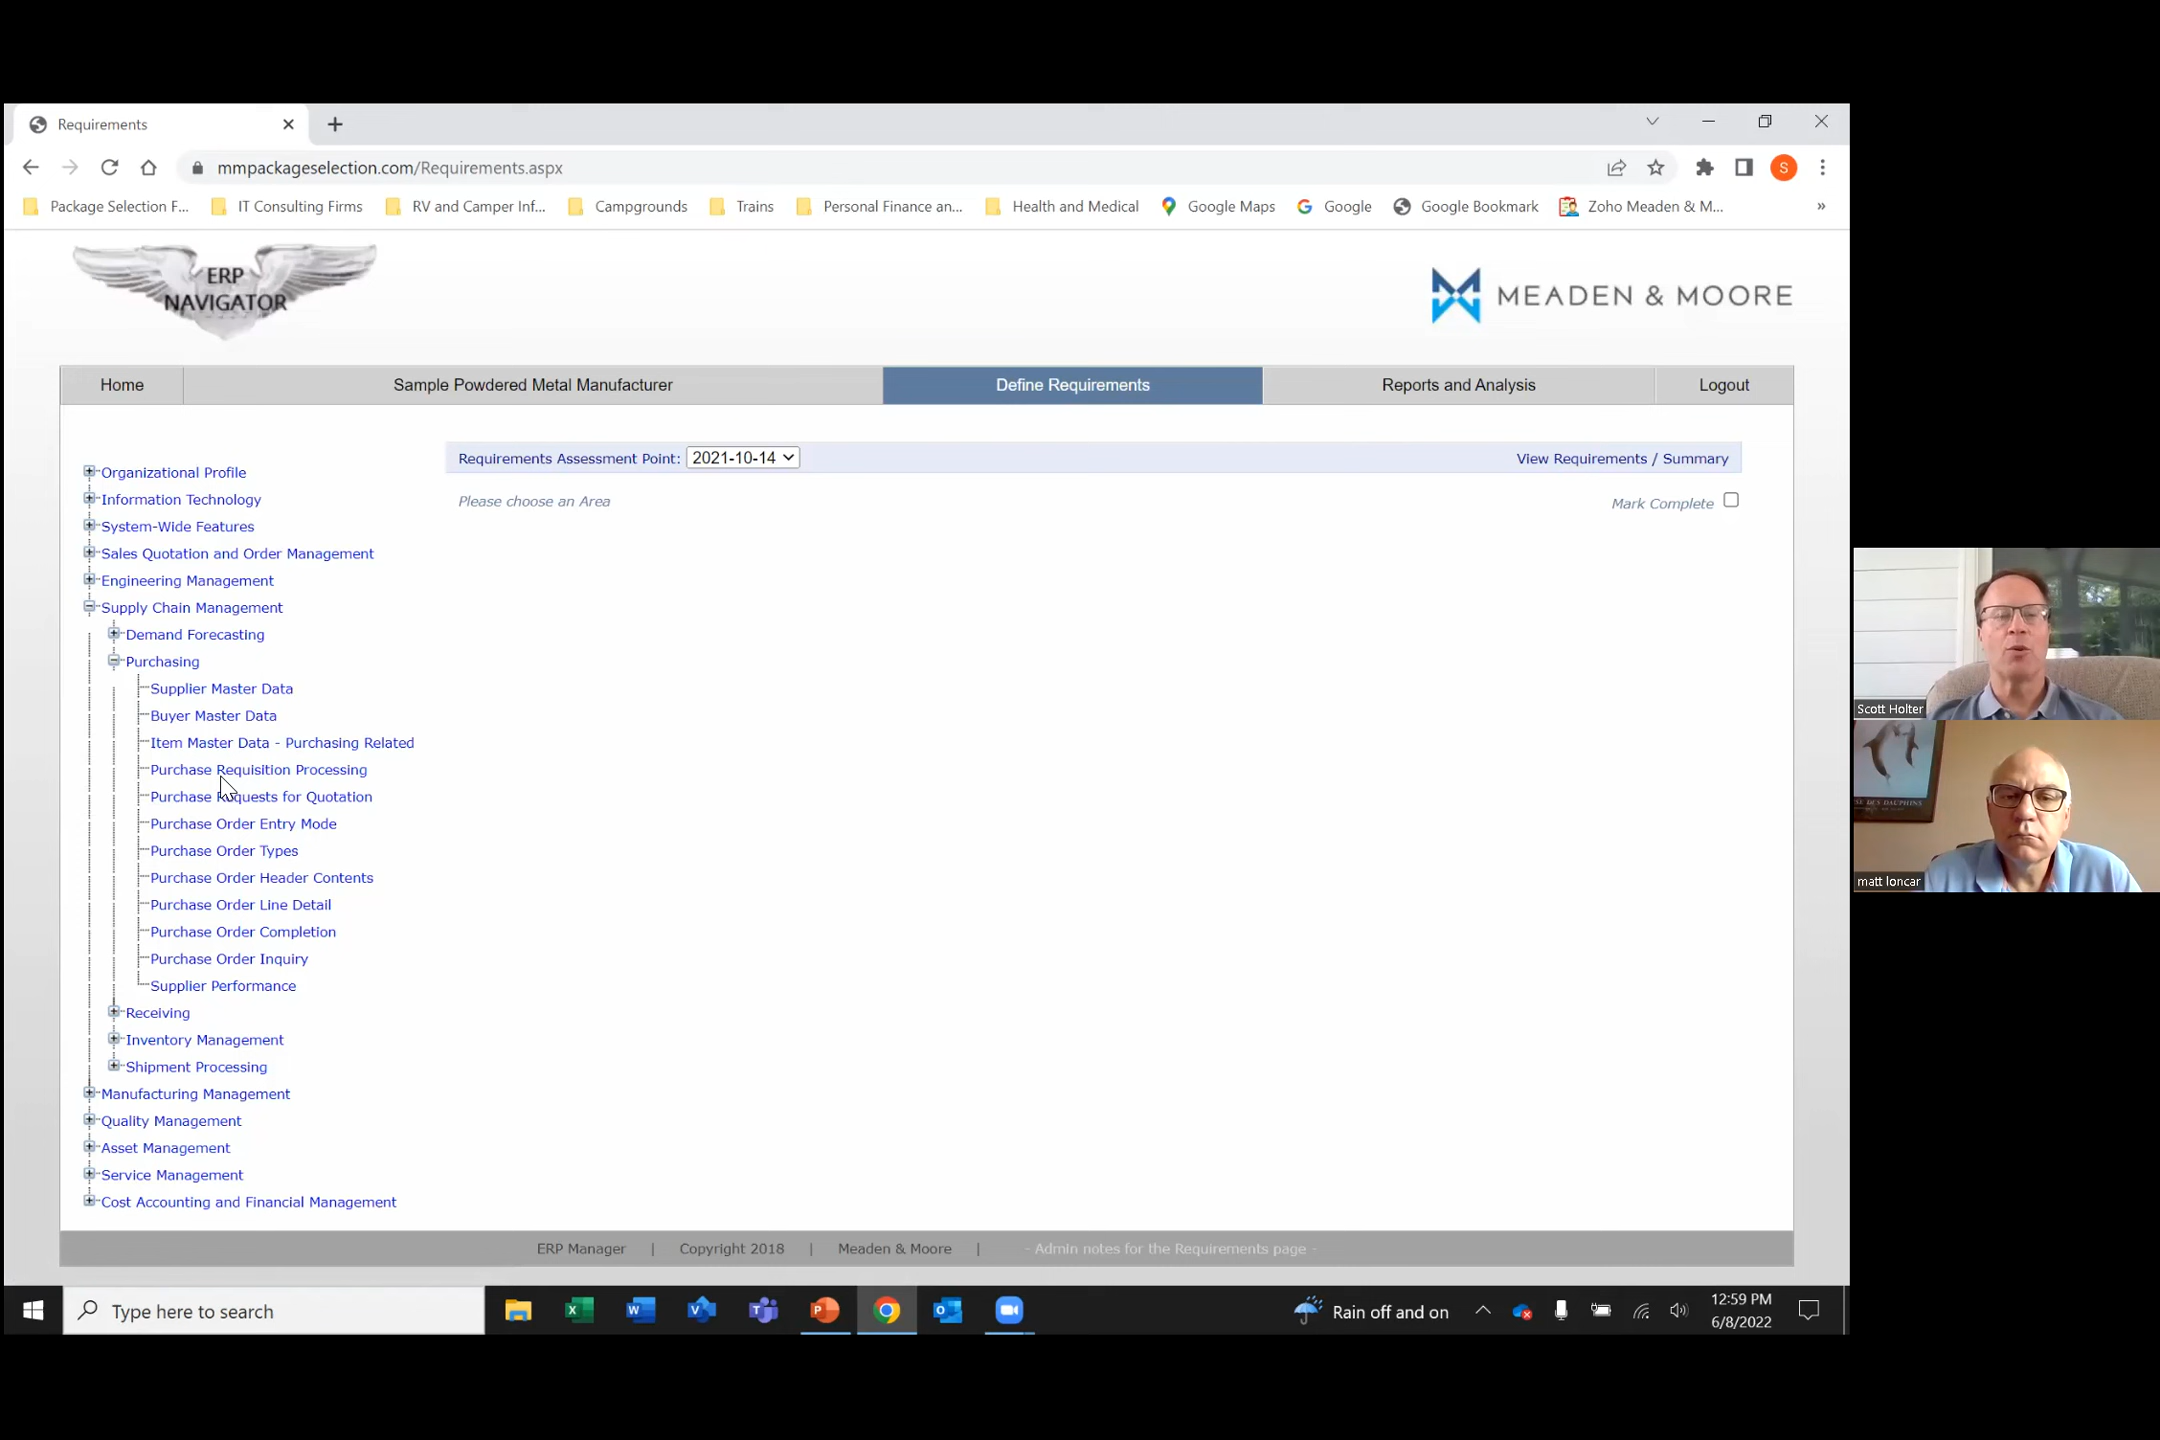 Requirements
mmpackageselection.com/Requirements.aspx
S
Package Selection F...
IT Consulting Firms
RV and Camper Inf...
Campgrounds
Trains
Personal Finance an...
Health and Medical
Google Maps
Google
Google Bookmark
Zoho Meaden & M...
»
ERP
NAVIGATOR
MEADEN & MOORE
Home
Sample Powdered Metal Manufacturer
Define Requirements
Reports and Analysis
Logout
Requirements Assessment Point: 2021-10-14
View Requirements / Summary
Please choose an Area
Mark Complete
Organizational Profile
Information Technology
System-Wide Features
Sales Quotation and Order Management
Engineering Management
Supply Chain Management
Demand Forecasting
Purchasing
Supplier Master Data
Buyer Master Data
Item Master Data - Purchasing Related
Purchase Requisition Processing
Purchase Requests for Quotation
Purchase Order Entry Mode
Purchase Order Types
Purchase Order Header Contents
Purchase Order Line Detail
Purchase Order Completion
Purchase Order Inquiry
Supplier Performance
Receiving
Inventory Management
Shipment Processing
Manufacturing Management
Quality Management
Asset Management
Service Management
Cost Accounting and Financial Management
ERP Manager | Copyright 2018 | Meaden & Moore | - Admin notes for the Requirements page -
Scott Holter
matt loncar
Type here to search
Rain off and on
12:59 PM
6/8/2022